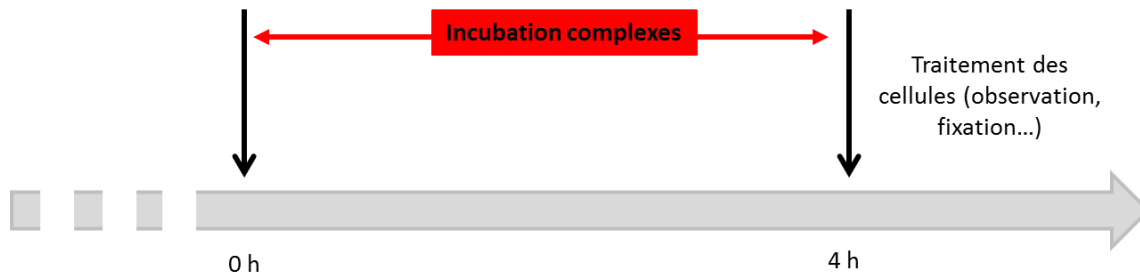 Incubation complexes
Traitement des
cellules (observation,
fixation...)
0 h
4 h